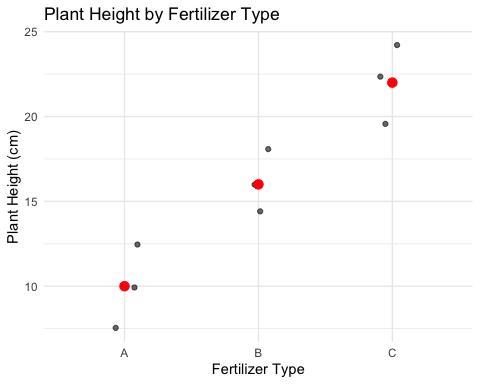 Plant Height by Fertilizer Type
25
20
15
10
Plant Height (cm)
A B C
Fertilizer Type